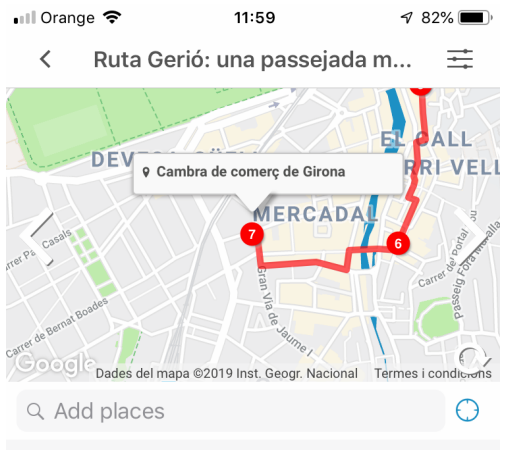 Orange 11:59 82%
Ruta Gerió: una passejada m...
EL CALL
DEVES
RRI VELL
Cambra de comerç de Girona
MERCADAL
7
6
Casals
Carrer del Portal
Passeig Fora Muralla
Gran Via de Jaume I
Carrer de Bernat Boades
Google
Dades del mapa ©2019 Inst. Geogr. Nacional Termes i condicions
Add places